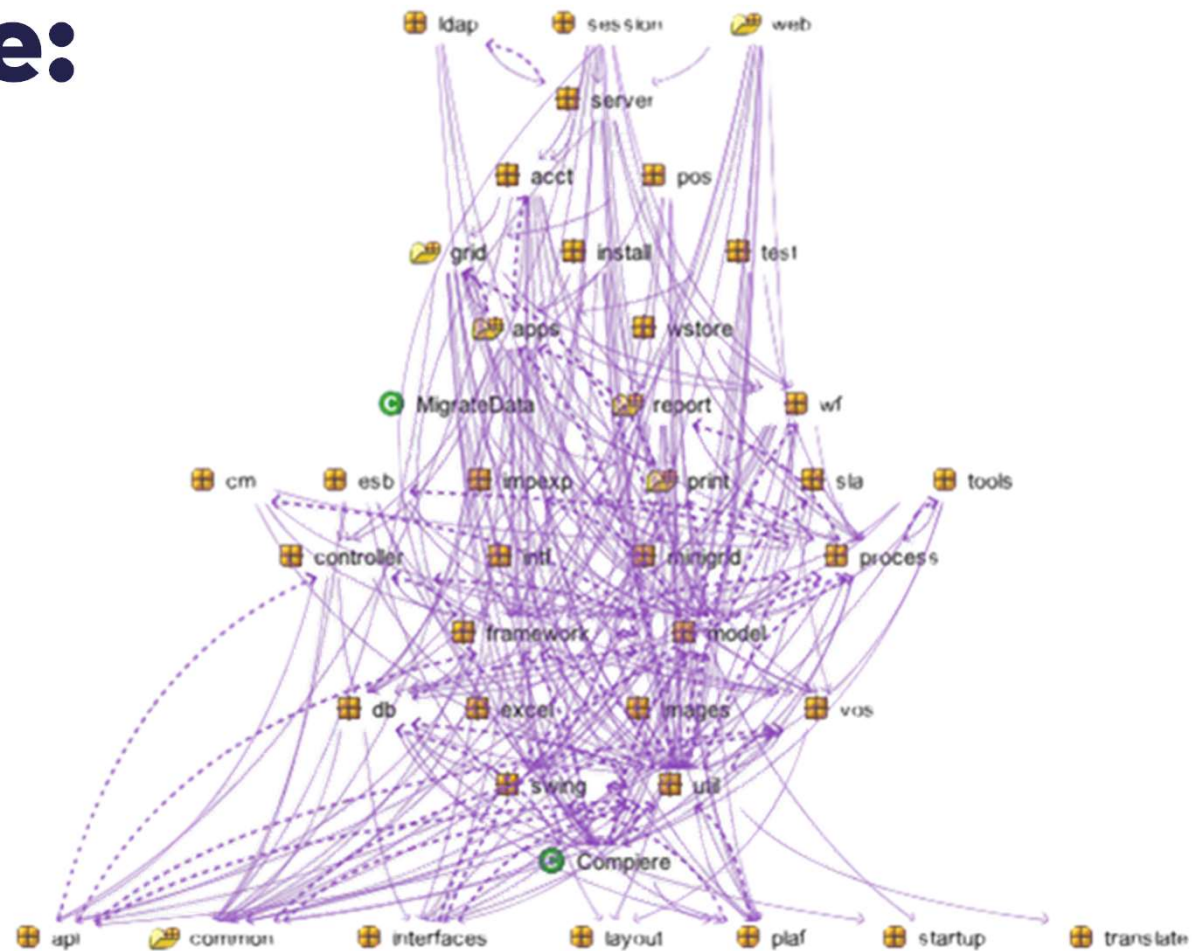 e:
ldap session web
server
acct pos
grid install test
apps wstore
MigrateData report wf
cm esb impexp print sla tools
controller intl minigrid process
framework model
db excel images vos
swing util
Compiere
api common interfaces layout plaf startup translate